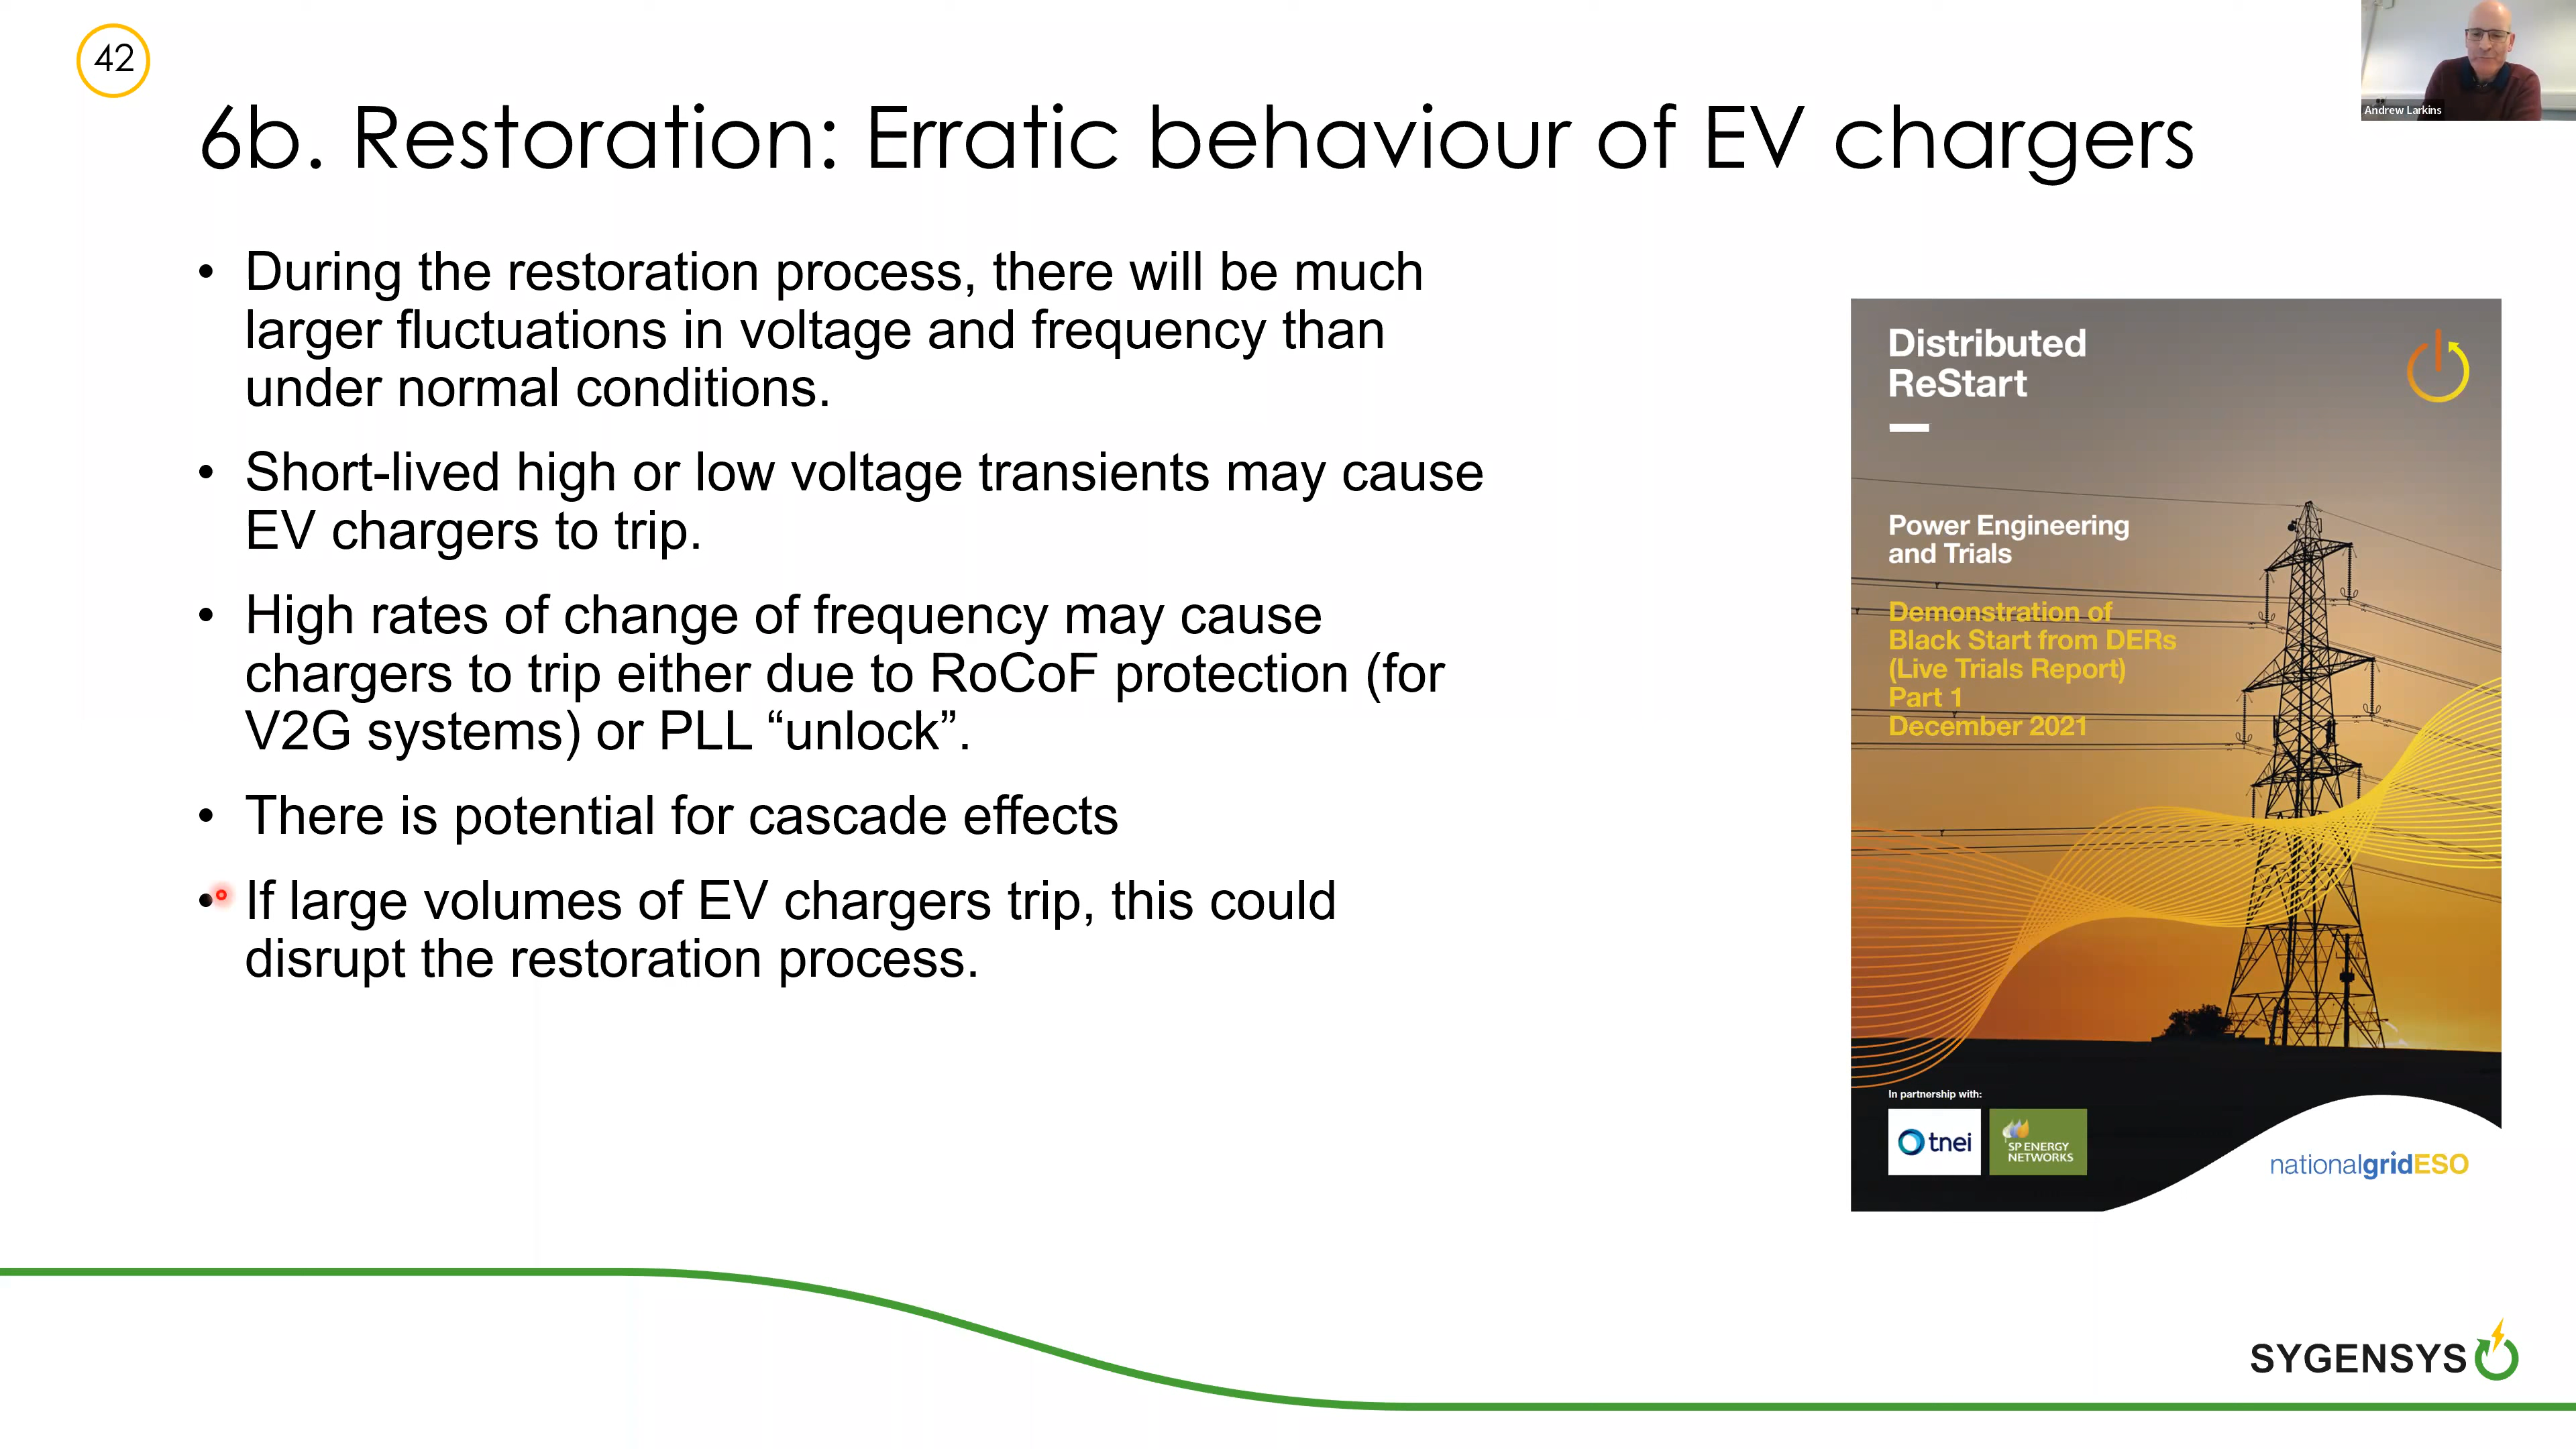 42
Andrew Larkins
6b. Restoration: Erratic behaviour of EV chargers
• During the restoration process, there will be much
larger fluctuations in voltage and frequency than
under normal conditions.
• Short-lived high or low voltage transients may cause
EV chargers to trip.
• High rates of change of frequency may cause
chargers to trip either due to RoCoF protection (for
V2G systems) or PLL “unlock”.
• There is potential for cascade effects
• If large volumes of EV chargers trip, this could
disrupt the restoration process.
Distributed
ReStart
Power Engineering
and Trials
Demonstration of
Black Start from DERs
(Live Trials Report)
Part 1
December 2021
In partnership with:
tnei
SP ENERGY
NETWORKS
nationalgridESO
SYGENSYS